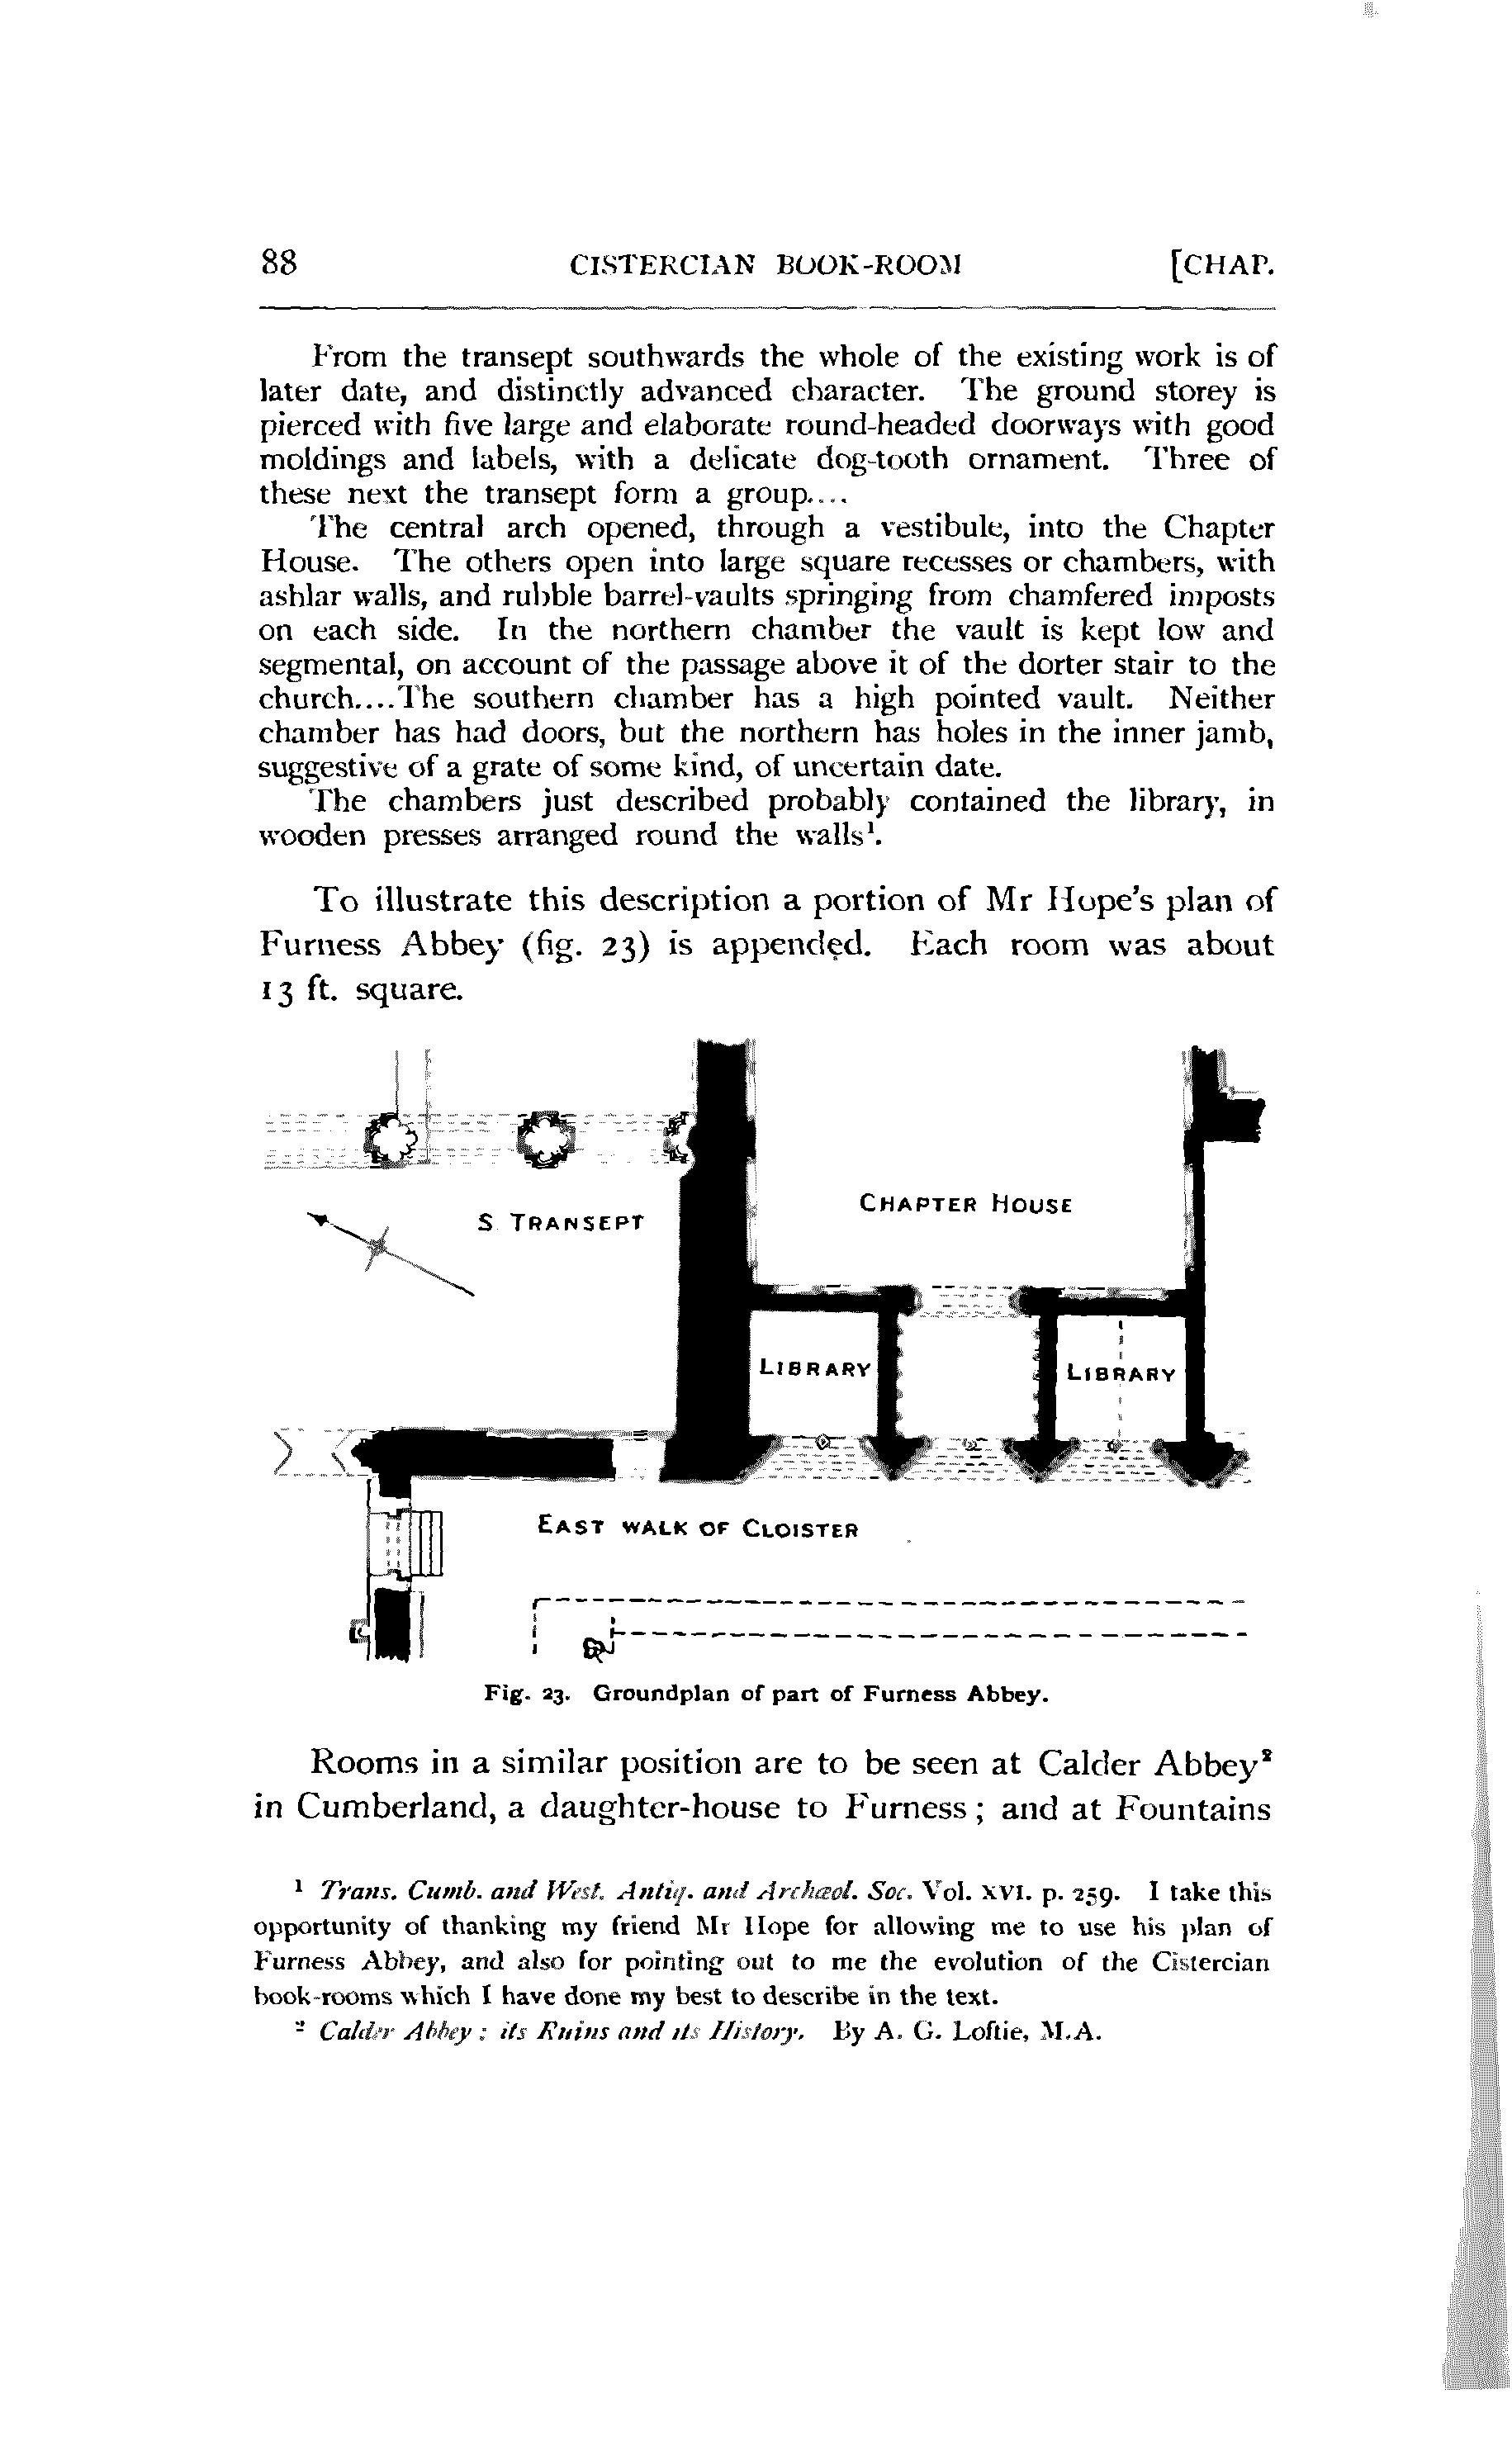 88 CISTERCIAN BOOK-ROOM [CHAP.
From the transept southwards the whole of the existing work is of
later date, and distinctly advanced character. The ground storey is
pierced with five large and elaborate round-headed doorways with good
moldings and labels, with a delicate dog-tooth ornament. Three of
these next the transept form a group....
The central arch opened, through a vestibule, into the Chapter
House. The others open into large square recesses or chambers, with
ashlar walls, and rubble barrel-vaults springing from chamfered imposts
on each side. In the northern chamber the vault is kept low and
segmental, on account of the passage above it of the dorter stair to the
church....The southern chamber has a high pointed vault. Neither
chamber has had doors, but the northern has holes in the inner jamb,
suggestive of a grate of some kind, of uncertain date.
The chambers just described probably contained the library, in
wooden presses arranged round the walls¹.
To illustrate this description a portion of Mr Hope's plan of
Furness Abbey (fig. 23) is appended. Each room was about
13 ft. square.
CHAPTER HOUSE
S. TRANSEPT
LIBRARY
LIBRARY
EAST WALK OF CLOISTER
Fig. 23. Groundplan of part of Furness Abbey.
Rooms in a similar position are to be seen at Calder Abbey²
in Cumberland, a daughter-house to Furness; and at Fountains
¹ Trans. Cumb. and West. Antiq. and Archæol. Soc. Vol. XVI. p. 259. I take this
opportunity of thanking my friend Mr Hope for allowing me to use his plan of
Furness Abbey, and also for pointing out to me the evolution of the Cistercian
book-rooms which I have done my best to describe in the text.
² Calder Abbey: its Ruins and its History. By A. G. Loftie, M.A.